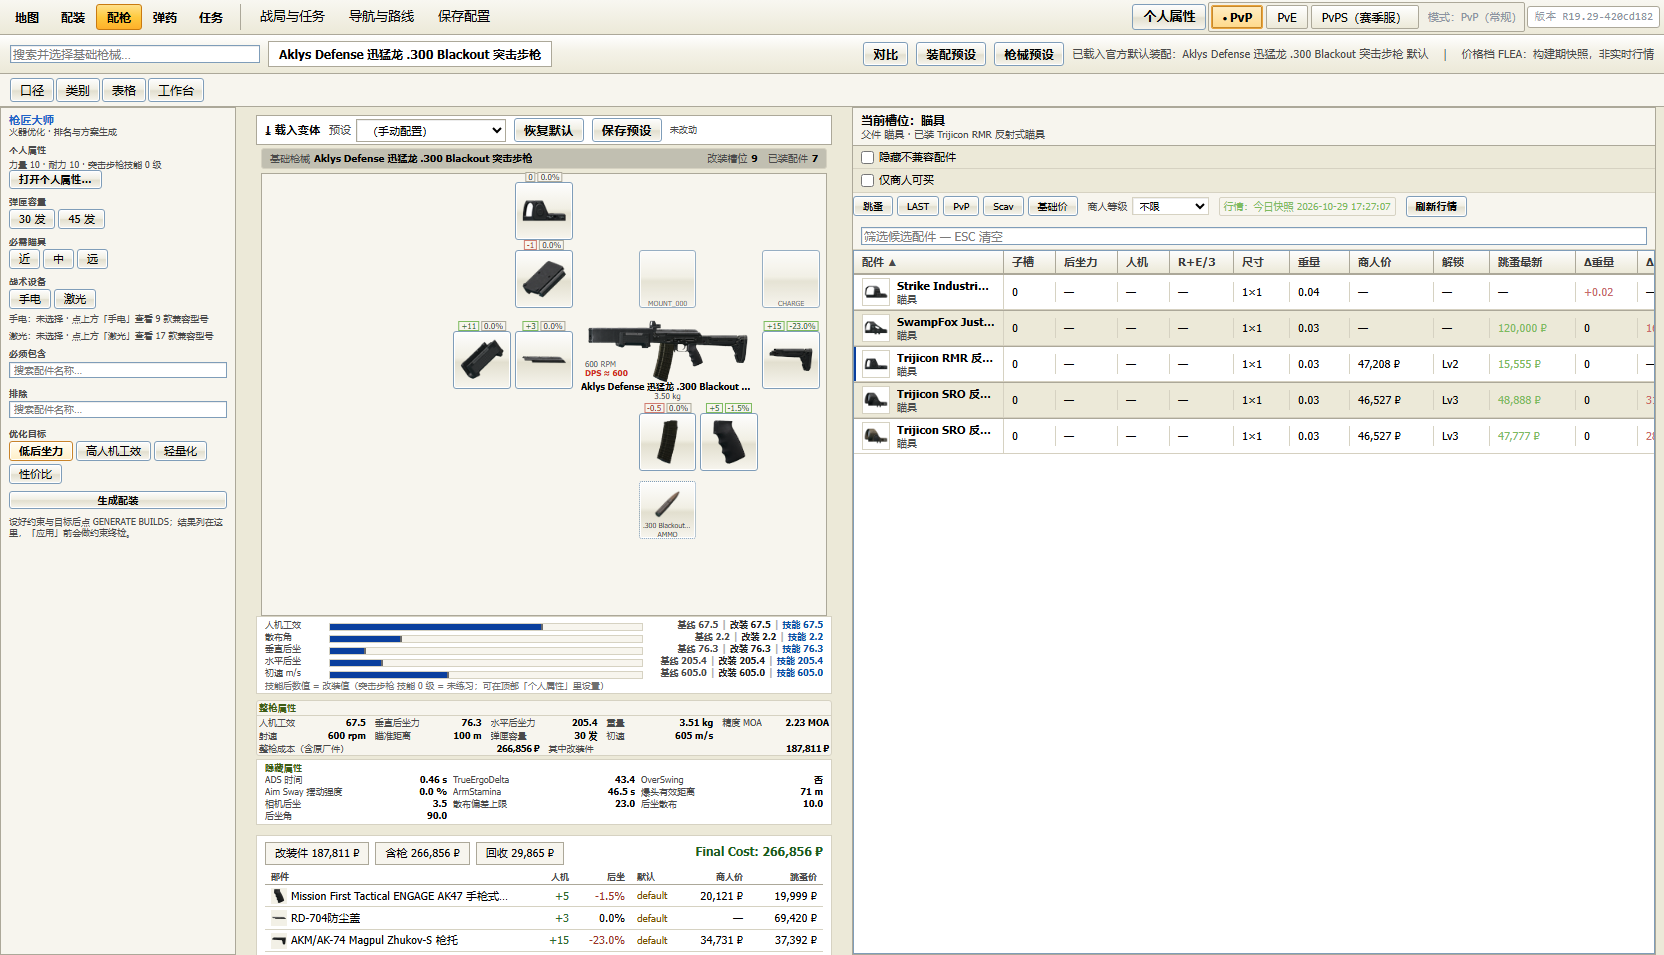 地图 配装 配枪 弹药 任务 战局与任务 导航与路线 保存配置 个人属性 • PvP PvE PvPS（赛季服） 模式：PvP（常规） 版本 R19.29-420cd182
搜索并选择基础枪械... Aklys Defense 迅猛龙 .300 Blackout 突击步枪 对比 装配预设 枪械预设 已载入官方默认装配：Aklys Defense 迅猛龙 .300 Blackout 突击步枪 默认 | 价格档 FLEA：构建期快照，非实时行情
口径 类别 表格 工作台
枪匠大师
火器优化 · 排名与方案生成
个人属性
力量 10 · 耐力 10 · 突击步枪技能 0 级
打开个人属性...
弹匣容量
30 发 45 发
必需瞄具
近 中 远
战术设备
手电 激光
手电：未选择 · 点上方「手电」查看 9 款兼容型号
激光：未选择 · 点上方「激光」查看 17 款兼容型号
必须包含
搜索配件名称...
排除
搜索配件名称...
优化目标
低后坐力 高人机工效 轻量化
性价比
生成配装
设好约束与目标后点 GENERATE BUILDS；结果列在这里，「应用」前会做约束终检。
载入变体 预设 （手动配置） 恢复默认 保存预设 未改动
基础枪械 Aklys Defense 迅猛龙 .300 Blackout 突击步枪 改装槽位 9 已装配件 7
0 0.0%
-1 0.0%
MOUNT_000 CHARGE
+11 0.0% +3 0.0% +15 -23.0%
600 RPM
DPS ≈ 600
Aklys Defense 迅猛龙 .300 Blackout ...
3.50 kg
-0.5 0.0% +5 -1.5%
.300 Blackout...
AMMO
人机工效 基线 67.5 | 改装 67.5 | 技能 67.5
散布角 基线 2.2 | 改装 2.2 | 技能 2.2
垂直后坐 基线 76.3 | 改装 76.3 | 技能 76.3
水平后坐 基线 205.4 | 改装 205.4 | 技能 205.4
初速 m/s 基线 605.0 | 改装 605.0 | 技能 605.0
技能后数值 = 改装值（突击步枪 技能 0 级 = 未练习；可在顶部「个人属性」里设置）
整枪属性
人机工效 67.5 垂直后坐力 76.3 水平后坐力 205.4 重量 3.51 kg 精度 MOA 2.23 MOA
射速 600 rpm 瞄准距离 100 m 弹匣容量 30 发 初速 605 m/s
整枪成本（含原厂件） 266,856 ₽ 其中改装件 187,811 ₽
隐藏属性
ADS 时间 0.46 s TrueErgoDelta 43.4 OverSwing 否
Aim Sway 摆动强度 0.0 % ArmStamina 46.5 s 爆头有效距离 71 m
相机后坐 3.5 散布偏差上限 23.0 后坐散布 10.0
后坐角 90.0
改装件 187,811 ₽ 含枪 266,856 ₽ 回收 29,865 ₽ Final Cost: 266,856 ₽
部件 人机 后坐 默认 商人价 跳蚤价
Mission First Tactical ENGAGE AK47 手枪式... +5 -1.5% default 20,121 ₽ 19,999 ₽
RD-704防尘盖 +3 0.0% default — 69,420 ₽
AKM/AK-74 Magpul Zhukov-S 枪托 +15 -23.0% default 34,731 ₽ 37,392 ₽
当前槽位：瞄具
父件 瞄具 · 已装 Trijicon RMR 反射式瞄具
隐藏不兼容配件
仅商人可买
跳蚤 LAST PvP Scav 基础价 商人等级 不限 行情：今日快照 2026-10-29 17:27:07 刷新行情
筛选候选配件 — ESC 清空
配件 ▲ 子槽 后坐力 人机 R+E/3 尺寸 重量 商人价 解锁 跳蚤最新 Δ重量 Δ
Strike Industri... 瞄具 0 — — — 1×1 0.04 — — — +0.02 —
SwampFox Just... 瞄具 0 — — — 1×1 0.03 — — 120,000 ₽ 0
Trijicon RMR 反... 瞄具 0 — — — 1×1 0.03 47,208 ₽ Lv2 15,555 ₽ 0 —
Trijicon SRO 反... 瞄具 0 — — — 1×1 0.03 46,527 ₽ Lv3 48,888 ₽ 0
Trijicon SRO 反... 瞄具 0 — — — 1×1 0.03 46,527 ₽ Lv3 47,777 ₽ 0